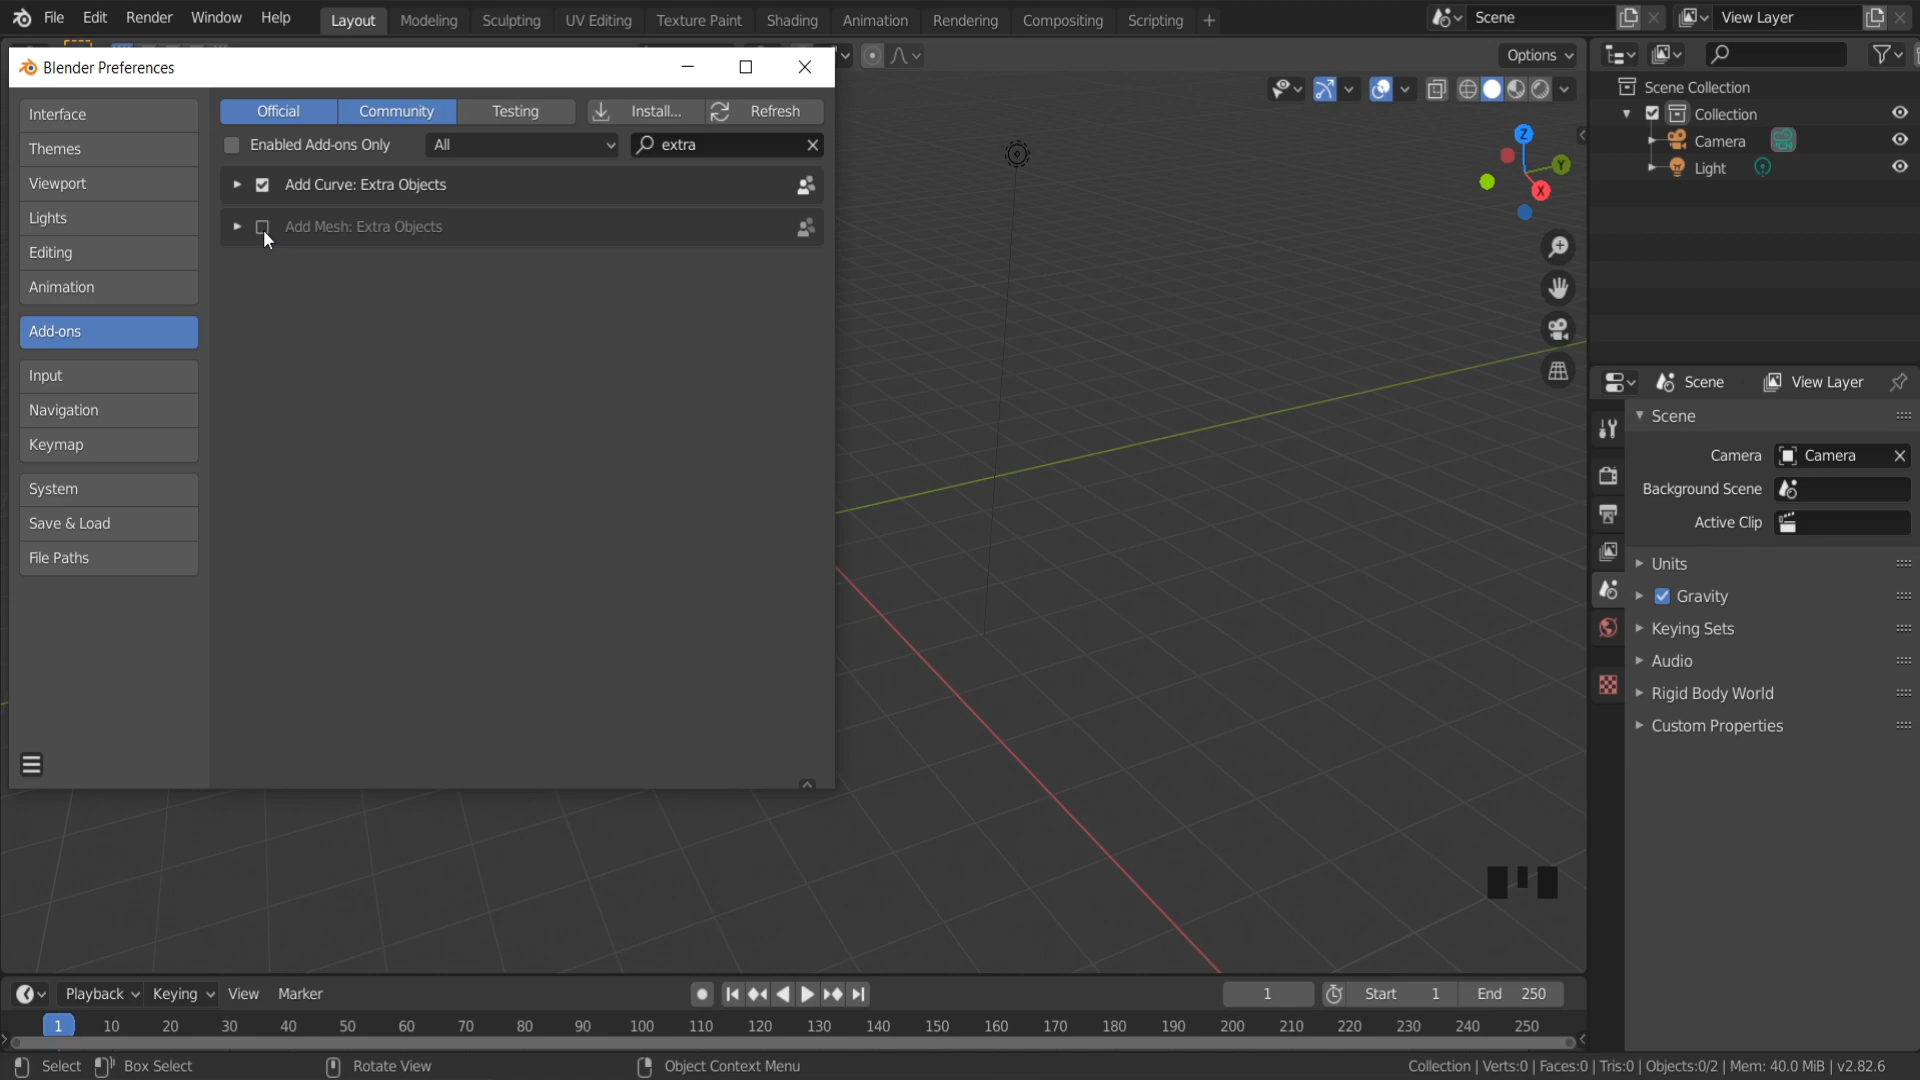 File Edit Render Window Help Layout Modeling Sculpting UV Editing Texture Paint Shading Animation Rendering Compositing Scripting + Scene View Layer
Blender Preferences
Options
Interface
Themes
Viewport
Lights
Editing
Animation
Add-ons
Input
Navigation
Keymap
System
Save & Load
File Paths
Official Community Testing Install... Refresh
Enabled Add-ons Only All extra
Add Curve: Extra Objects
Add Mesh: Extra Objects
Z
Y
X
Scene Collection
Collection
Camera
Light
Scene View Layer
Scene
Camera Camera
Background Scene
Active Clip
Units
Gravity
Keying Sets
Audio
Rigid Body World
Custom Properties
Playback Keying View Marker 1 Start 1 End 250
1 10 20 30 40 50 60 70 80 90 100 110 120 130 140 150 160 170 180 190 200 210 220 230 240 250
Select Box Select Rotate View Object Context Menu Collection | Verts:0 | Faces:0 | Tris:0 | Objects:0/2 | Mem: 40.0 MiB | v2.82.6